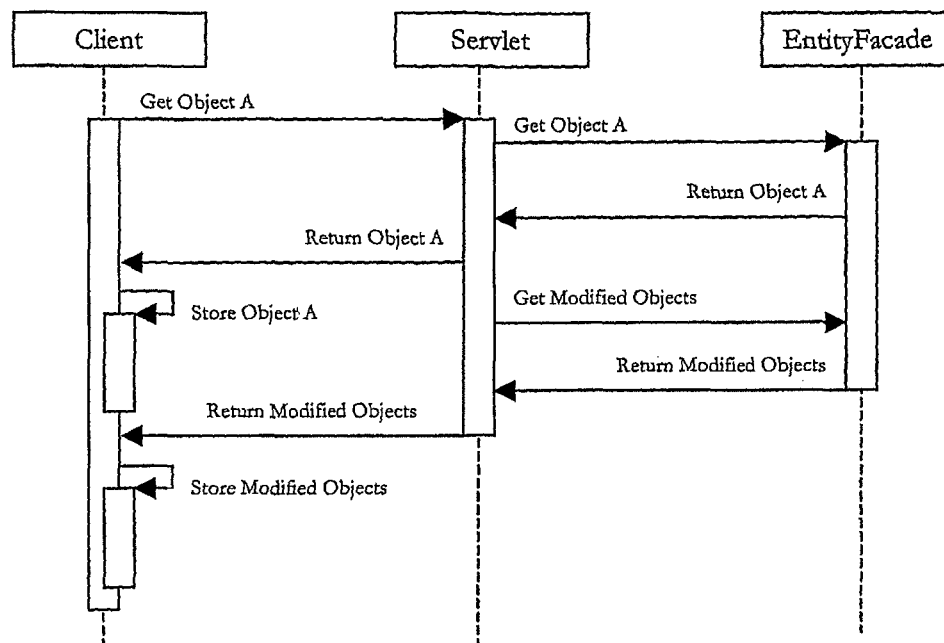 Client
Servlet
EntityFacade
Get Object A
Get Object A
Return Object A
Return Object A
Store Object A
Get Modified Objects
Return Modified Objects
Return Modified Objects
Store Modified Objects